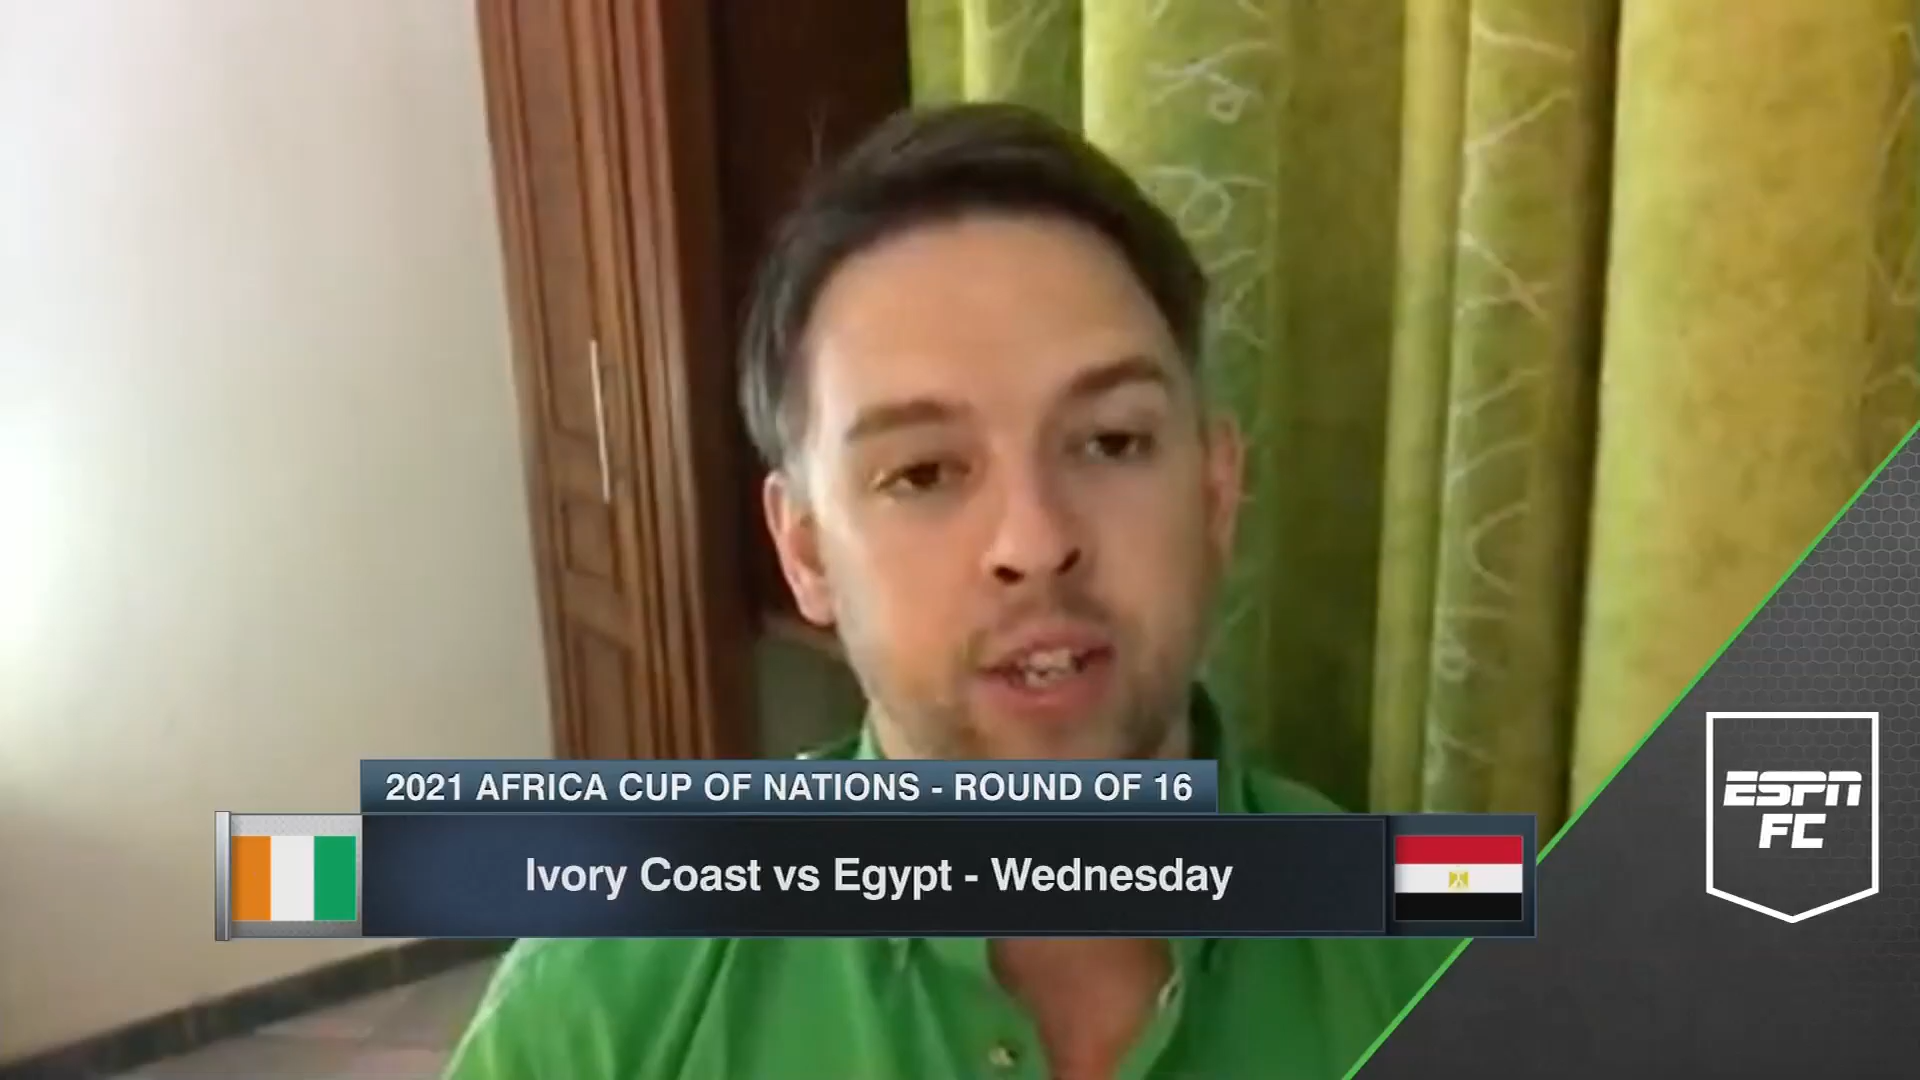 2021 AFRICA CUP OF NATIONS - ROUND OF 16
Ivory Coast vs Egypt - Wednesday
ESPN
FC